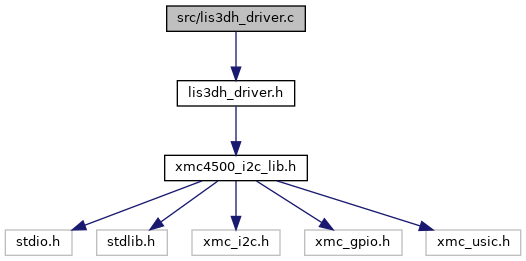 src/lis3dh_driver.c
lis3dh_driver.h
xmc4500_i2c_lib.h
stdio.h
stdlib.h
xmc_i2c.h
xmc_gpio.h
xmc_usic.h